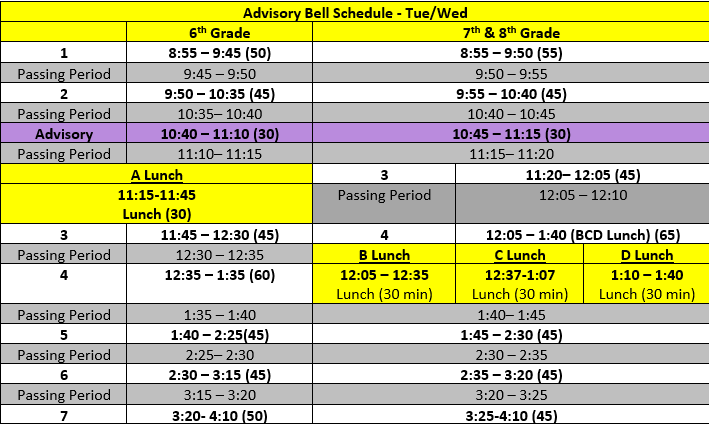 Advisory Bell Schedule - Tue/Wed
6th Grade 7th & 8th Grade
1 8:55 – 9:45 (50) 8:55 – 9:50 (55)
Passing Period 9:45 – 9:50 9:50 – 9:55
2 9:50 – 10:35 (45) 9:55 – 10:40 (45)
Passing Period 10:35– 10:40 10:40 – 10:45
Advisory 10:40 – 11:10 (30) 10:45 – 11:15 (30)
Passing Period 11:10– 11:15 11:15– 11:20
A Lunch 3 11:20– 12:05 (45)
11:15-11:45 Passing Period 12:05 – 12:10
Lunch (30)
3 11:45 – 12:30 (45) 4 12:05 – 1:40 (BCD Lunch) (65)
Passing Period 12:30 – 12:35 B Lunch C Lunch D Lunch
4 12:35 – 1:35 (60) 12:05 – 12:35 12:37-1:07 1:10 – 1:40
Lunch (30 min) Lunch (30 min) Lunch (30 min)
Passing Period 1:35 – 1:40 1:40– 1:45
5 1:40 – 2:25(45) 1:45 – 2:30 (45)
Passing Period 2:25– 2:30 2:30 – 2:35
6 2:30 – 3:15 (45) 2:35 – 3:20 (45)
Passing Period 3:15 – 3:20 3:20 – 3:25
7 3:20- 4:10 (50) 3:25-4:10 (45)